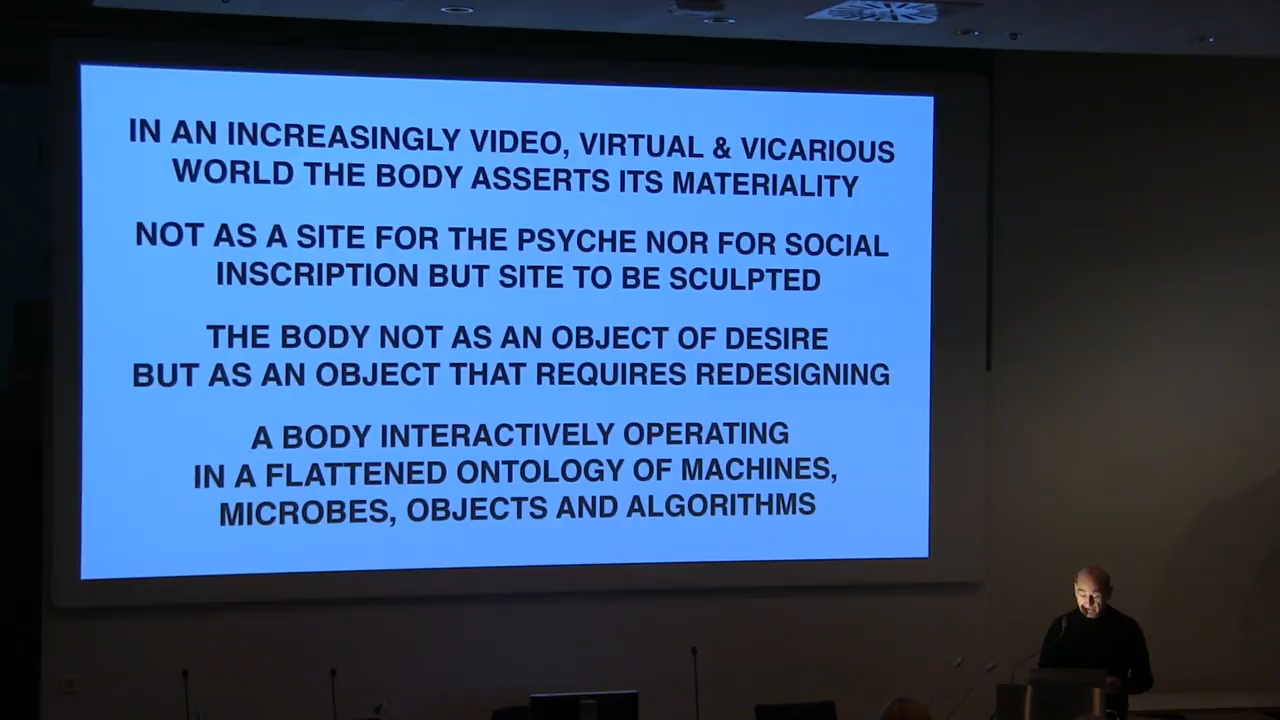 IN AN INCREASINGLY VIDEO, VIRTUAL & VICARIOUS
WORLD THE BODY ASSERTS ITS MATERIALITY
NOT AS A SITE FOR THE PSYCHE NOR FOR SOCIAL
INSCRIPTION BUT SITE TO BE SCULPTED
THE BODY NOT AS AN OBJECT OF DESIRE
BUT AS AN OBJECT THAT REQUIRES REDESIGNING
A BODY INTERACTIVELY OPERATING
IN A FLATTENED ONTOLOGY OF MACHINES,
MICROBES, OBJECTS AND ALGORITHMS